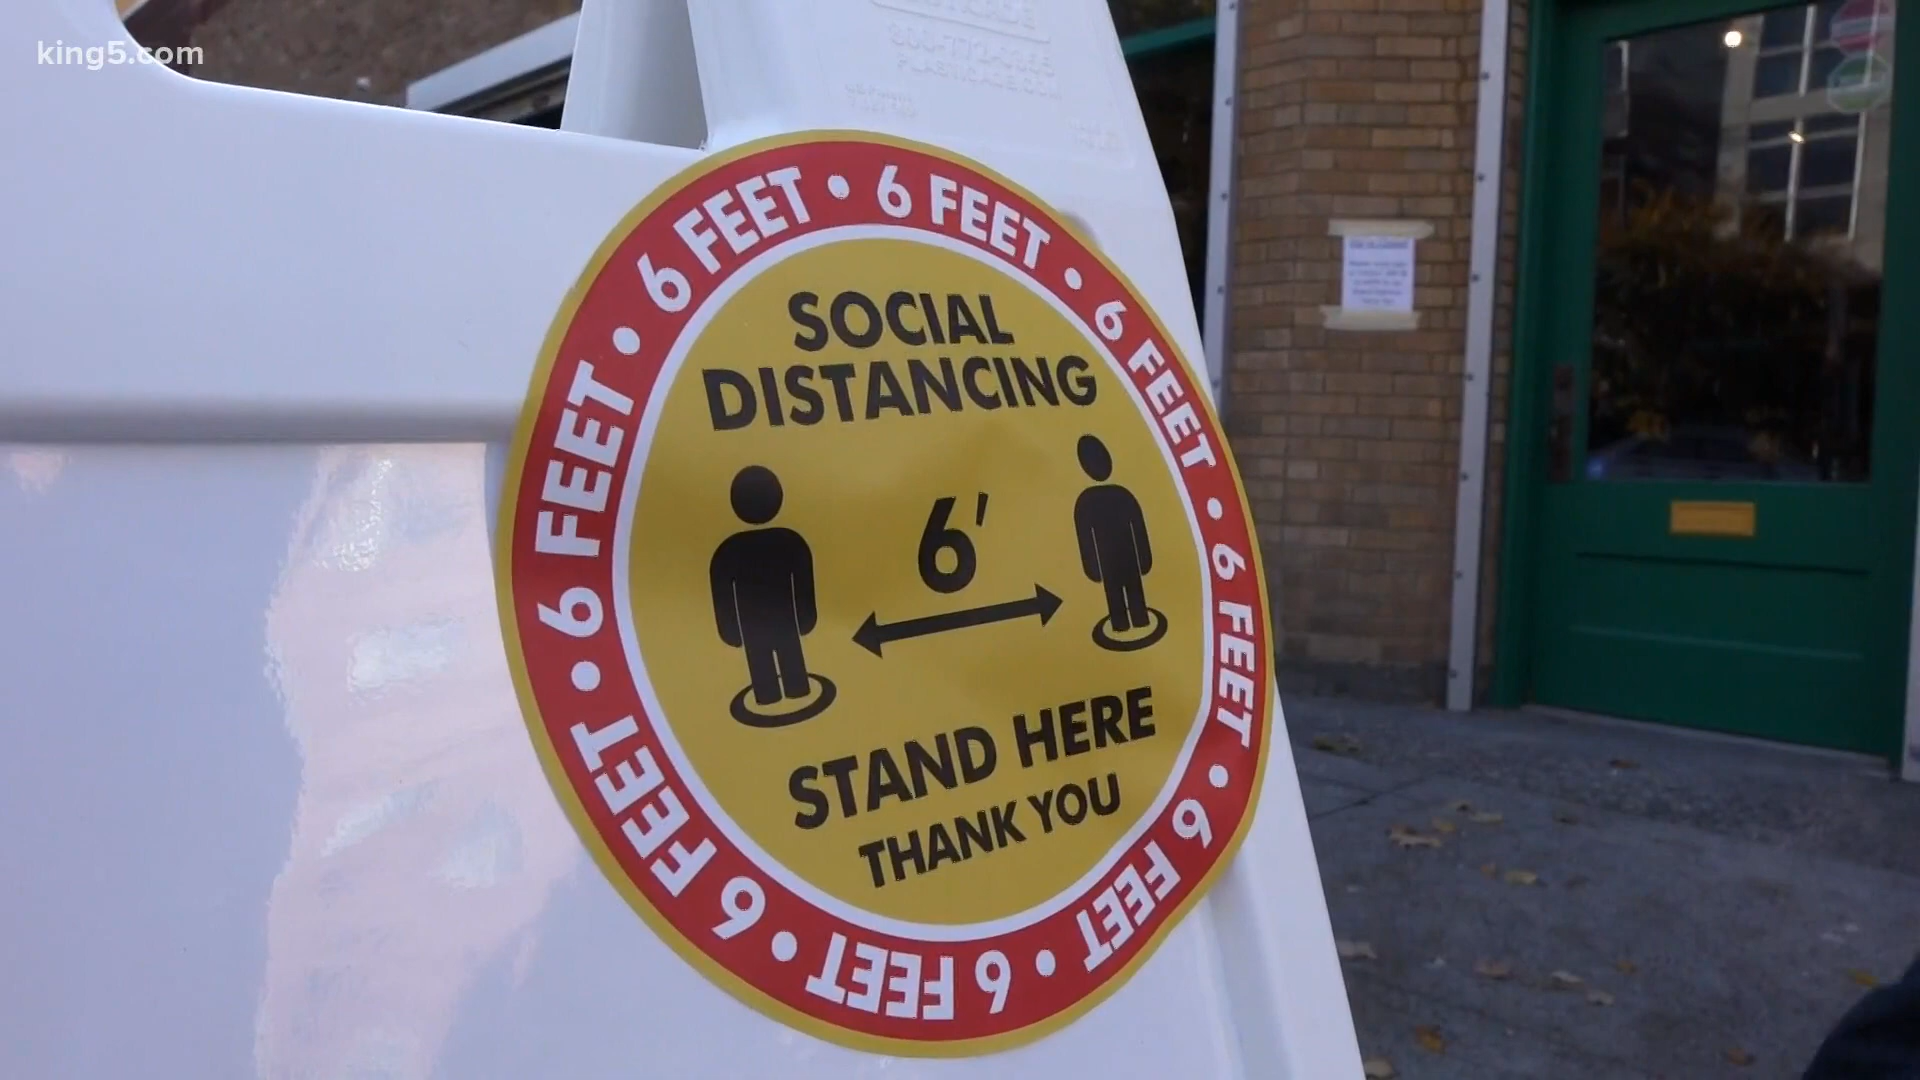 king5.com
6 FEET • 6 FEET • 6 FEET • 6 FEET • 6 FEET • 6 FEET • 6 FEET • 6 FEET •
SOCIAL
DISTANCING
6'
STAND HERE
THANK YOU